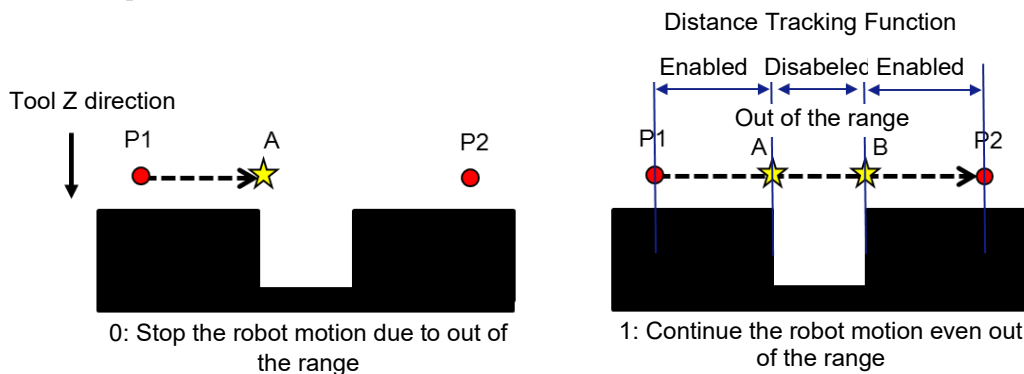 Tool Z direction
P1
A
P2
0: Stop the robot motion due to out of
the range
Distance Tracking Function
Enabled Disabeled Enabled
Out of the range
P1
A
B
P2
1: Continue the robot motion even out
of the range